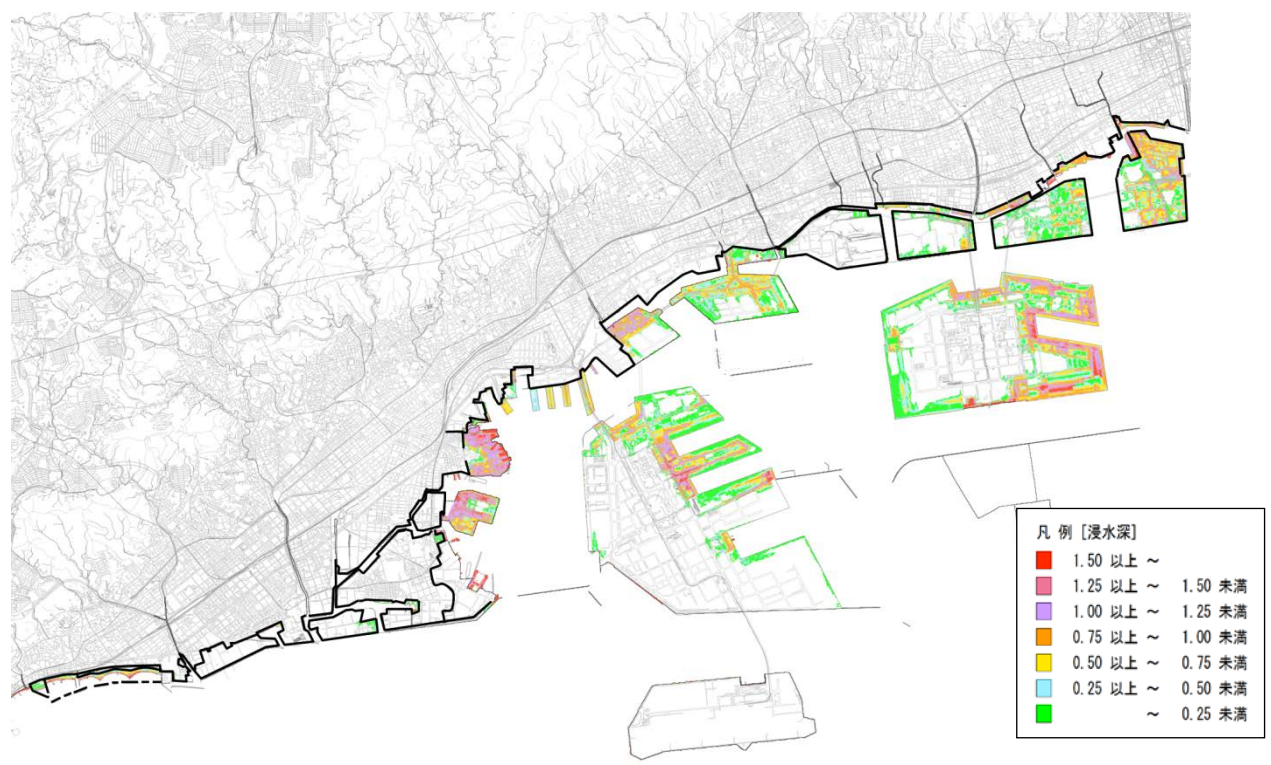 凡 例 [浸水深]
1.50 以上 ~
1.25 以上 ~ 1.50 未満
1.00 以上 ~ 1.25 未満
0.75 以上 ~ 1.00 未満
0.50 以上 ~ 0.75 未満
0.25 以上 ~ 0.50 未満
~ 0.25 未満